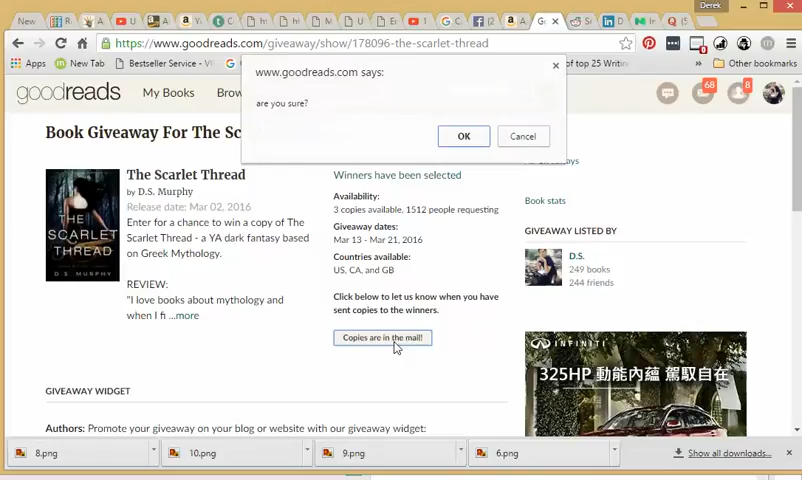 Derek
New
https://www.goodreads.com/giveaway/show/178096-the-scarlet-thread
Apps
New Tab
Bestseller Service - V
of top 25 Writin
Other bookmarks
www.goodreads.com says:
are you sure?
OK
Cancel
goodreads
My Books
Brow
68
8
Book Giveaway For The Sc
THE
SCARLET
THREAD
D.S. MURPHY
The Scarlet Thread
by D.S. Murphy
Release date: Mar 02, 2016
Enter for a chance to win a copy of The
Scarlet Thread - a YA dark fantasy based
on Greek Mythology.
REVIEW:
"I love books about mythology and
when I fi ...more
Winners have been selected
Availability:
3 copies available, 1512 people requesting
Giveaway dates:
Mar 13 - Mar 21, 2016
Countries available:
US, CA, and GB
Click below to let us know when you have
sent copies to the winners.
Copies are in the mail!
Book stats
GIVEAWAY LISTED BY
D.S.
249 books
244 friends
INFINITI
325HP 動能內蘊 駕馭自在
GIVEAWAY WIDGET
Authors: Promote your giveaway on your blog or website with our giveaway widget:
8.png
10.png
9.png
6.png
Show all downloads...